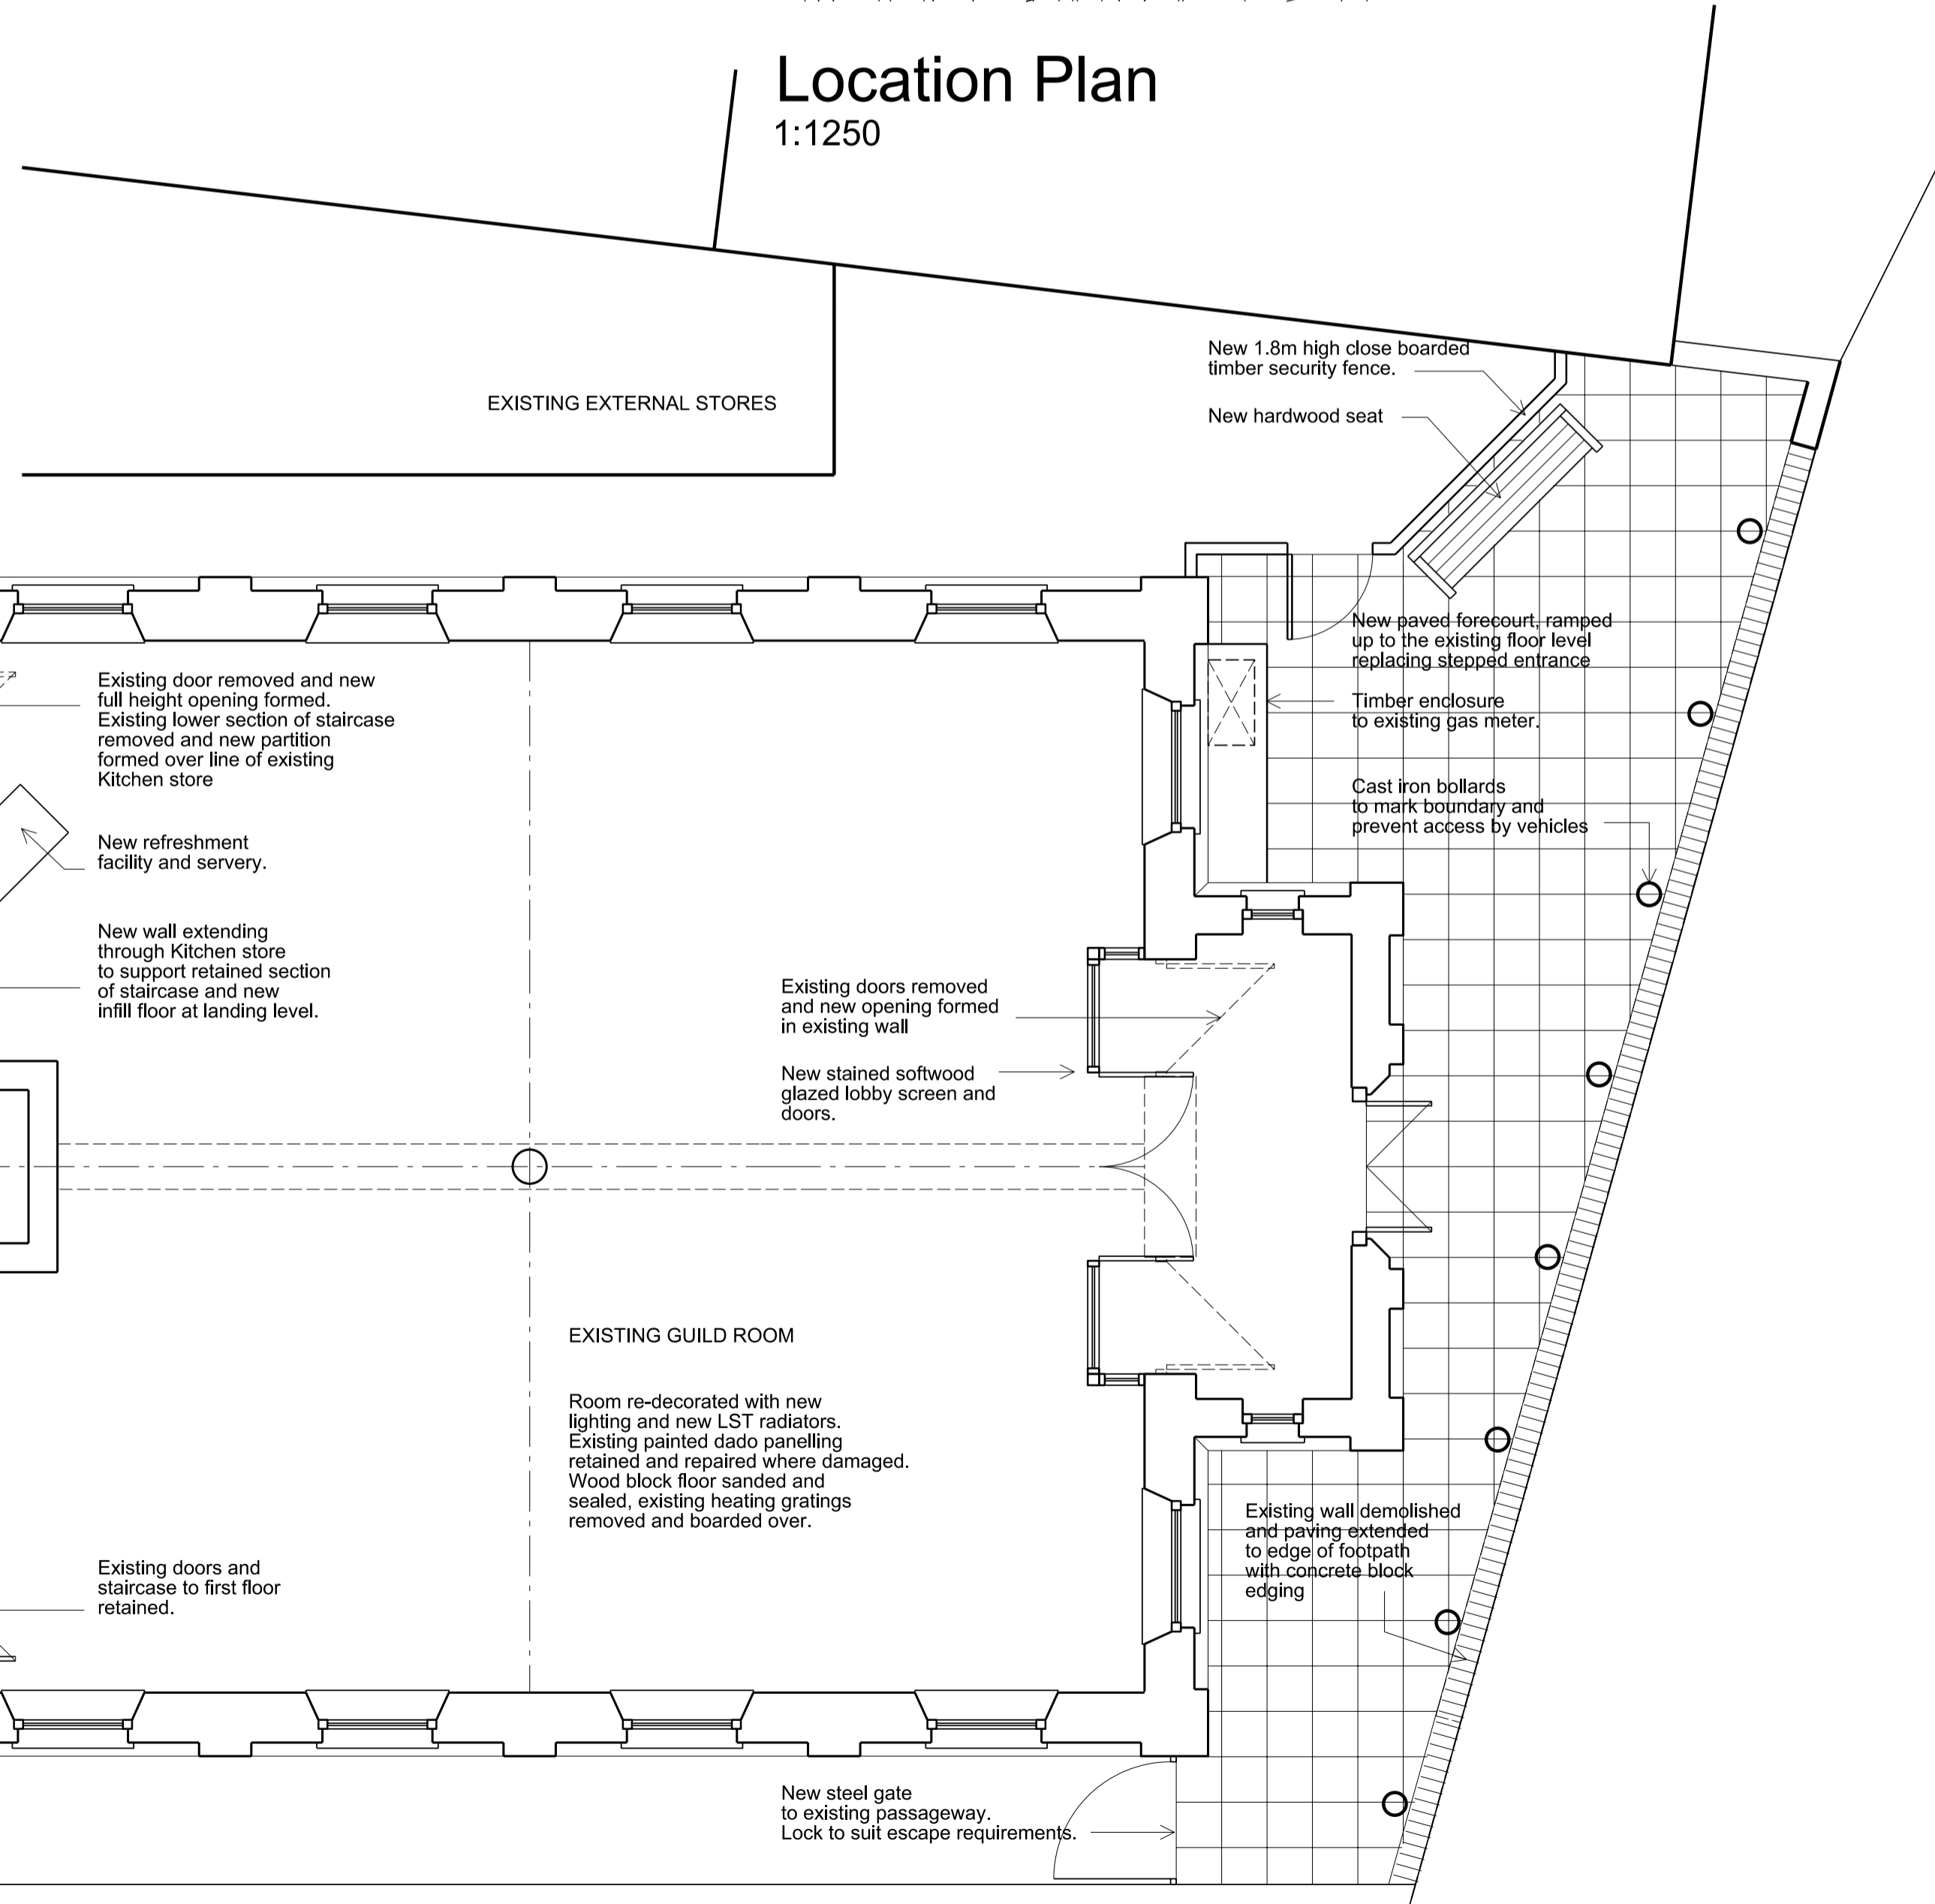 Location Plan
1:1250
New 1.8m high close boarded
timber security fence.
EXISTING EXTERNAL STORES
New hardwood seat
New paved forecourt, ramped
up to the existing floor level
replacing stepped entrance
Existing door removed and new
full height opening formed.
Existing lower section of staircase
removed and new partition
formed over line of existing
Kitchen store
Timber enclosure
to existing gas meter.
Cast iron bollards
to mark boundary and
prevent access by vehicles
New refreshment
facility and servery.
New wall extending
through Kitchen store
to support retained section
of staircase and new
infill floor at landing level.
Existing doors removed
and new opening formed
in existing wall
New stained softwood
glazed lobby screen and
doors.
EXISTING GUILD ROOM
Room re-decorated with new
lighting and new LST radiators.
Existing painted dado panelling
retained and repaired where damaged.
Wood block floor sanded and
sealed, existing heating gratings
removed and boarded over.
Existing wall demolished
and paving extended
to edge of footpath
with concrete block
edging
Existing doors and
staircase to first floor
retained.
New steel gate
to existing passageway.
Lock to suit escape requirements.